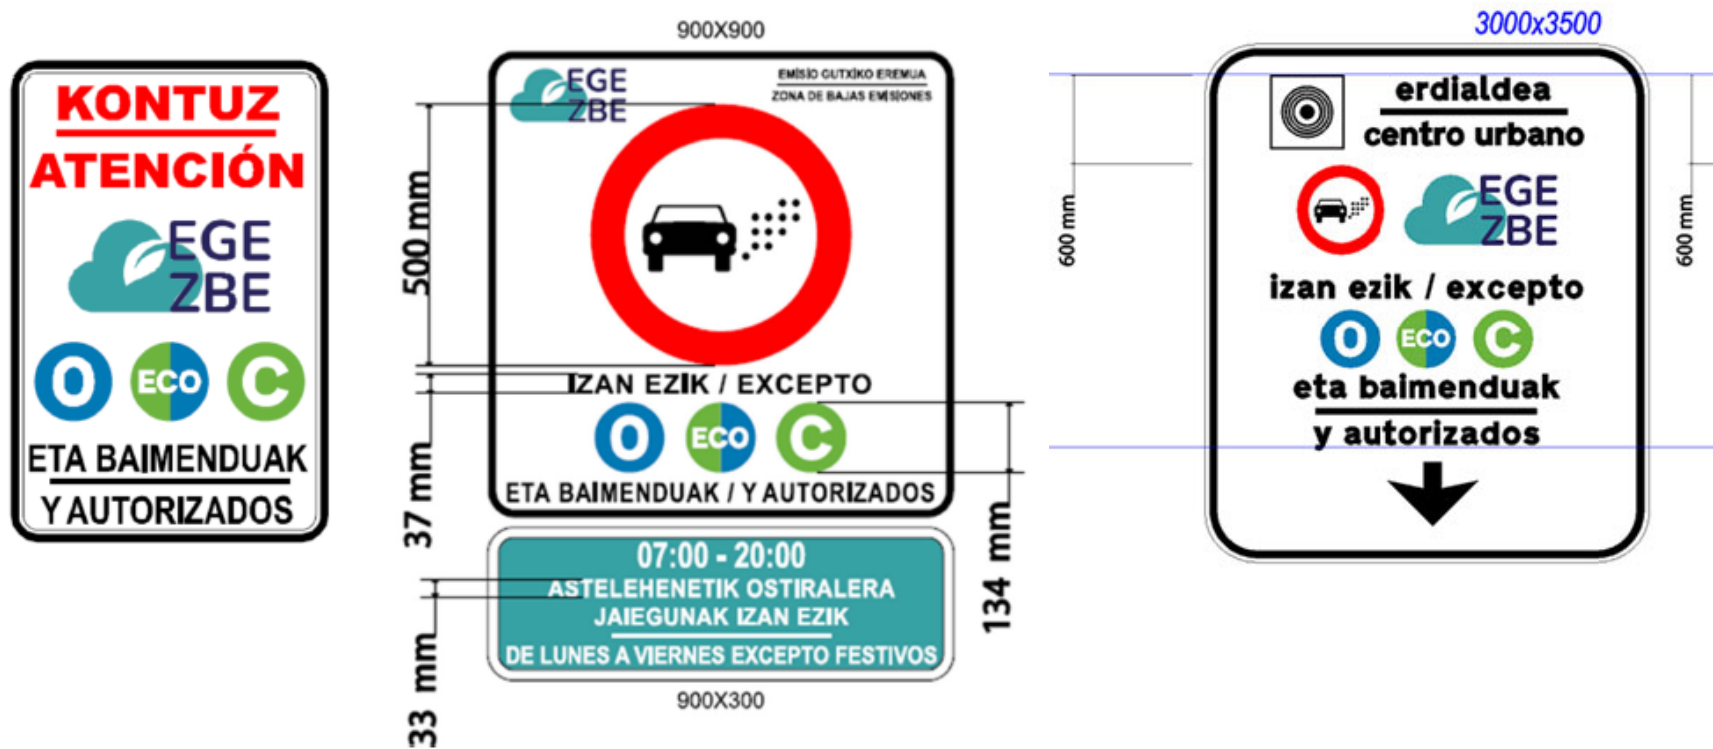 KONTUZ
ATENCIÓN
EGE
ZBE
O ECO C
ETA BAIMENDUAK
Y AUTORIZADOS
900X900
EGE
ZBE
EMISIO GUTXIKO EREMUA
ZONA DE BAJAS EMISIONES
500 mm
IZAN EZIK / EXCEPTO
37 mm
O ECO C
134 mm
ETA BAIMENDUAK / Y AUTORIZADOS
07:00 - 20:00
ASTELEHENETIK OSTIRALERA
JAIEGUNAK IZAN EZIK
DE LUNES A VIERNES EXCEPTO FESTIVOS
33 mm
900X300
3000x3500
erdialdea
centro urbano
600 mm
600 mm
EGE
ZBE
izan ezik / excepto
O ECO C
eta baimenduak
y autorizados